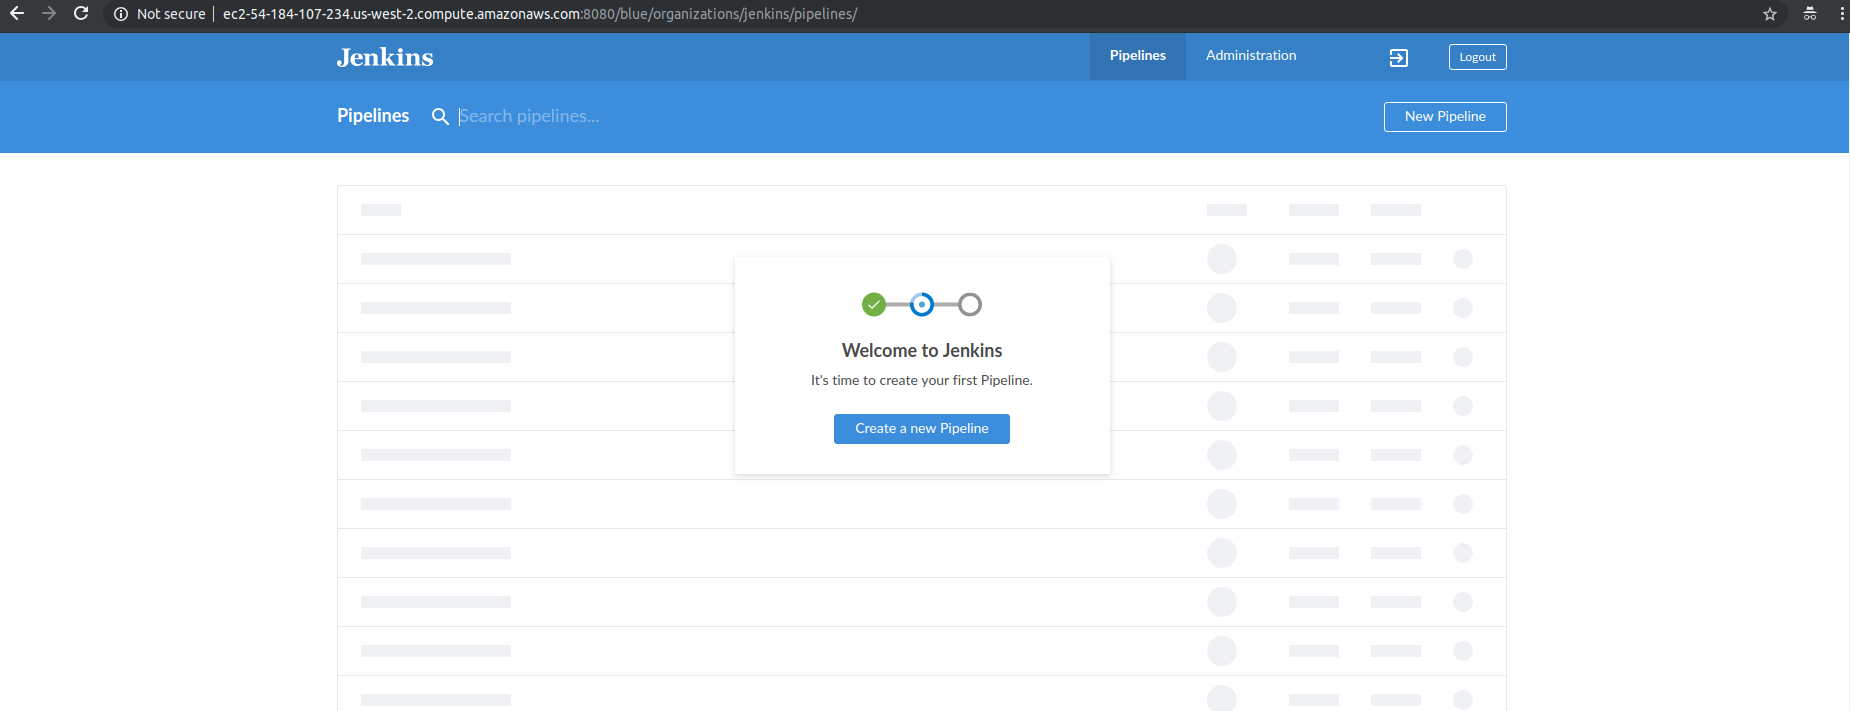 Not secure | ec2-54-184-107-234.us-west-2.compute.amazonaws.com:8080/blue/organizations/jenkins/pipelines/
Jenkins Pipelines Administration Logout
Pipelines Search pipelines... New Pipeline
Welcome to Jenkins
It's time to create your first Pipeline.
Create a new Pipeline